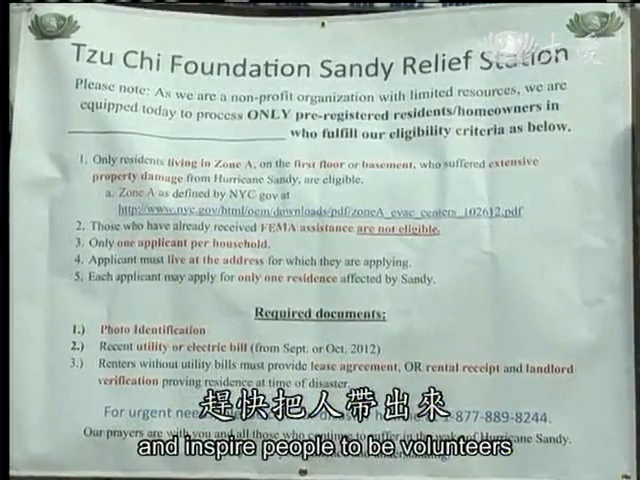 大愛
Tzu Chi Foundation Sandy Relief Station
Please note: As we are a non-profit organization with limited resources, we are
equipped today to process ONLY pre-registered residents/homeowners in
who fulfill our eligibility criteria as below.
1. Only residents living in Zone A, on the first floor or basement, who suffered extensive
property damage from Hurricane Sandy, are eligible.
a. Zone A as defined by NYC gov at
http://www.nyc.gov/html/oem/downloads/pdf/zoneA_evac_centers_102612.pdf
2. Those who have already received FEMA assistance are not eligible.
3. Only one applicant per household.
4. Applicant must live at the address for which they are applying.
5. Each applicant may apply for only one residence affected by Sandy.
Required documents:
1.) Photo Identification
2.) Recent utility or electric bill (from Sept. or Oct. 2012)
3.) Renters without utility bills must provide lease agreement, OR rental receipt and landlord
verification proving residence at time of disaster.
For urgent 1-877-889-8244.
Our prayers are with you and all those who continue to suffer in the wake of Hurricane Sandy.
趕快把人帶出來
and inspire people to be volunteers